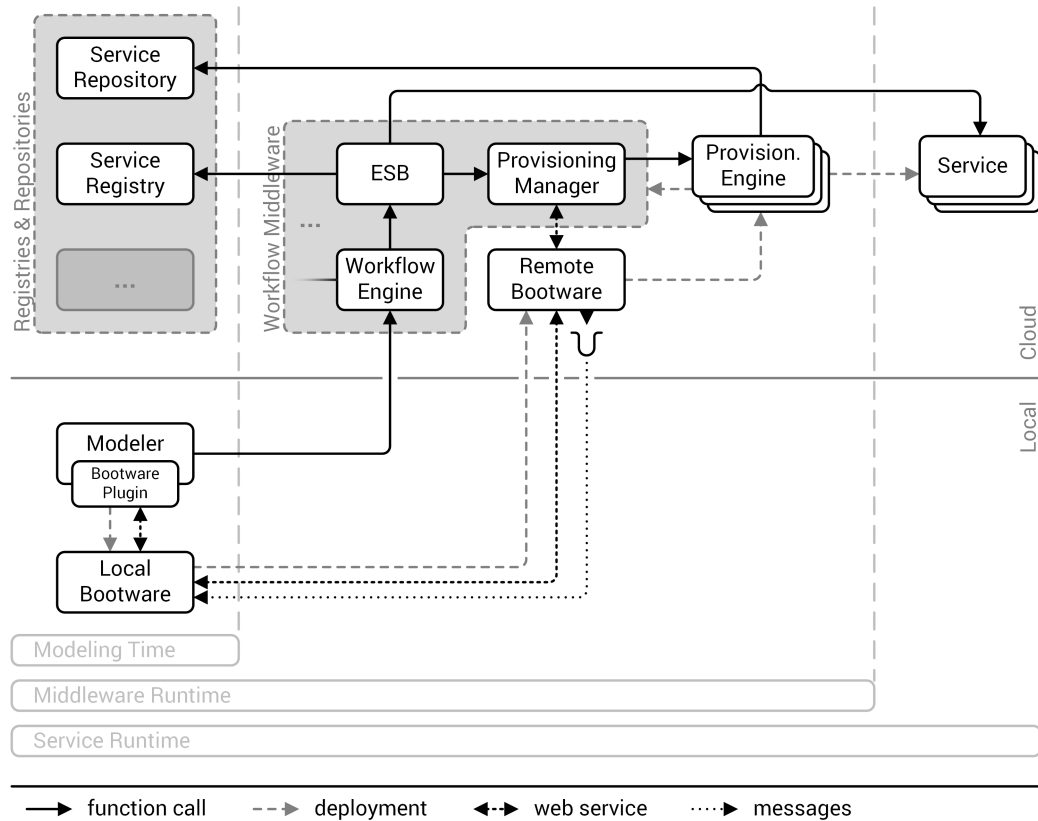 Registries & Repositories
Service
Repository
Service
Registry
...
Workflow Middleware
ESB
Provisioning
Manager
...
Workflow
Engine
Remote
Bootware
Provision.
Engine
Service
Cloud
Local
Modeler
Bootware
Plugin
Local
Bootware
Modeling Time
Middleware Runtime
Service Runtime
function call
deployment
web service
messages